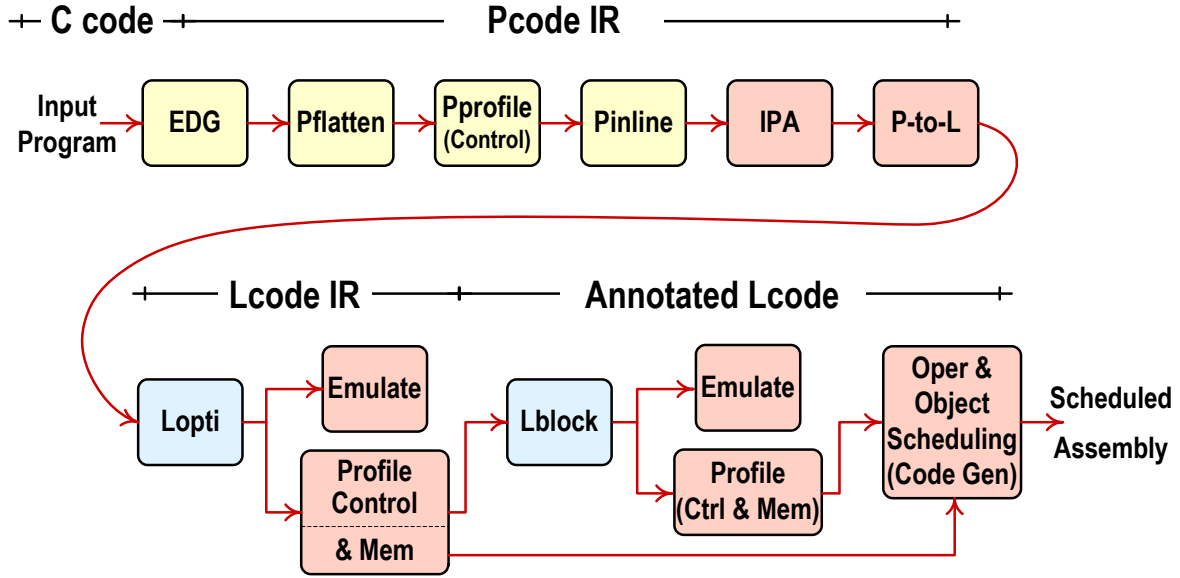 C code
Pcode IR
Input
Program
EDG
Pflatten
Pprofile
(Control)
Pinline
IPA
P-to-L
Lcode IR
Annotated Lcode
Lopti
Emulate
Profile
Control
& Mem
Lblock
Emulate
Profile
(Ctrl & Mem)
Oper &
Object
Scheduling
(Code Gen)
Scheduled
Assembly